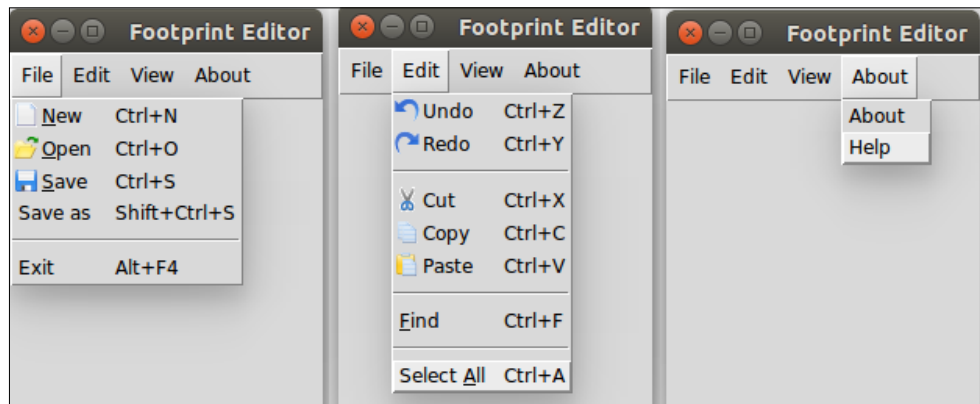 Footprint Editor
File Edit View About
New Ctrl+N
Open Ctrl+O
Save Ctrl+S
Save as Shift+Ctrl+S
Exit Alt+F4
Footprint Editor
File Edit View About
Undo Ctrl+Z
Redo Ctrl+Y
Cut Ctrl+X
Copy Ctrl+C
Paste Ctrl+V
Find Ctrl+F
Select All Ctrl+A
Footprint Editor
File Edit View About
About
Help